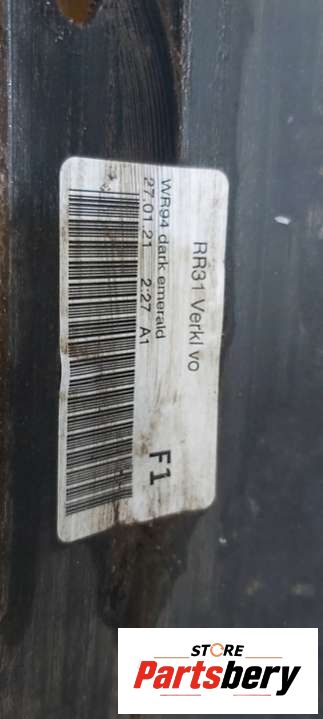 RR31 Verkl vo
WR94 dark emerald
27.01.21 2:27 A1
F1
STORE
Partsbery